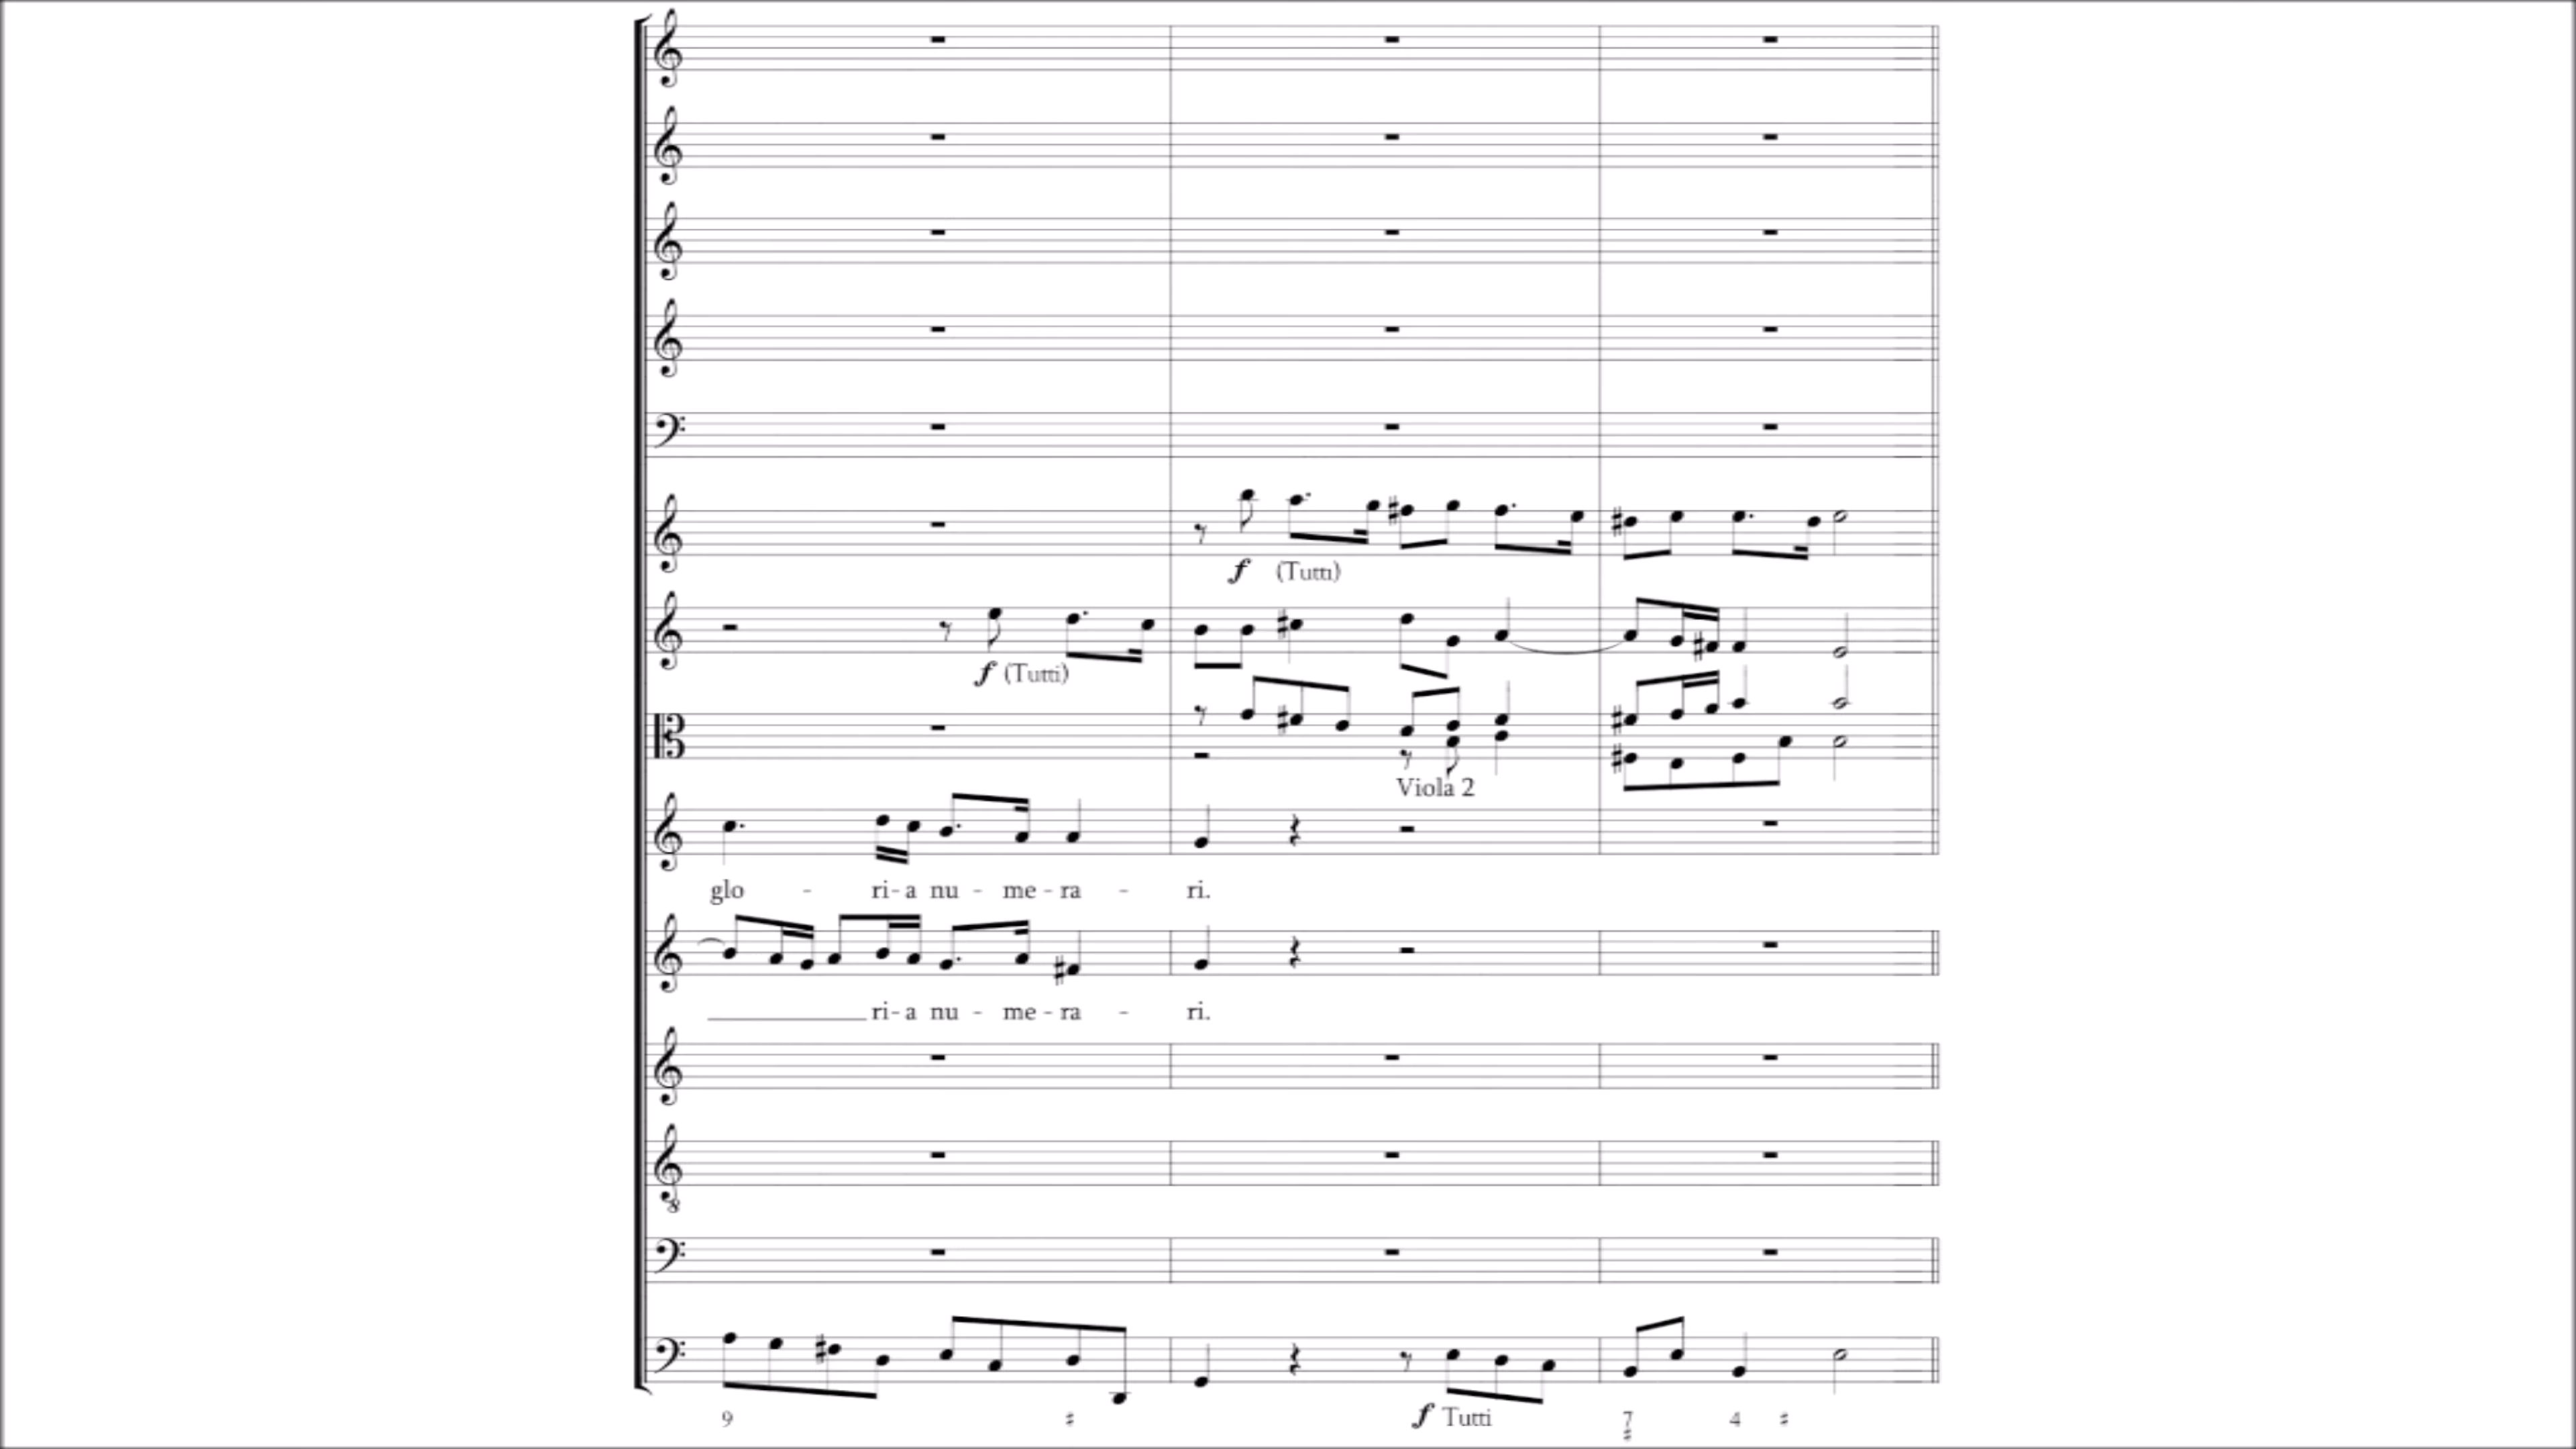 f (Tutti)
f (Tutti)
Viola 2
glo - ri - a nu - me - ra - ri.
ri - a nu - me - ra - ri.
8
f Tutti
9 ♯ 7 4 ♯
♯